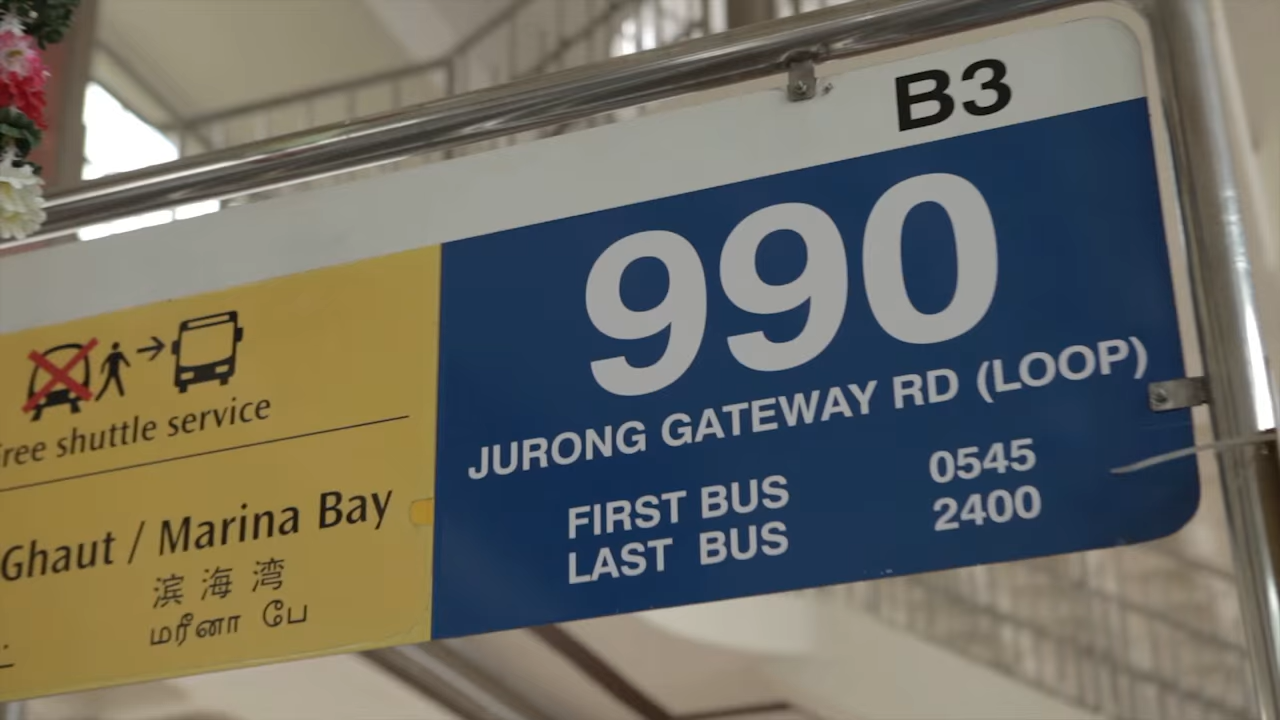 B3
990
JURONG GATEWAY RD (LOOP)
FIRST BUS 0545
LAST BUS 2400
free shuttle service
Ghaut / Marina Bay
滨海湾
மரீனா பே